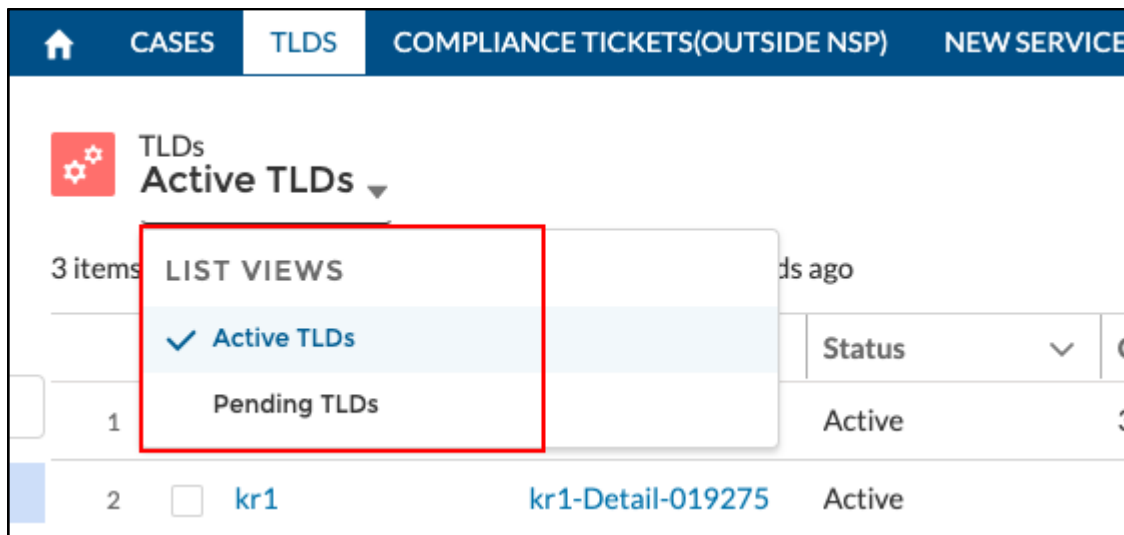 CASES TLDS COMPLIANCE TICKETS(OUTSIDE NSP) NEW SERVICE
TLDs
Active TLDs
3 items ds ago
LIST VIEWS
Active TLDs
Status
Pending TLDs
1 Active
2 kr1 kr1-Detail-019275 Active